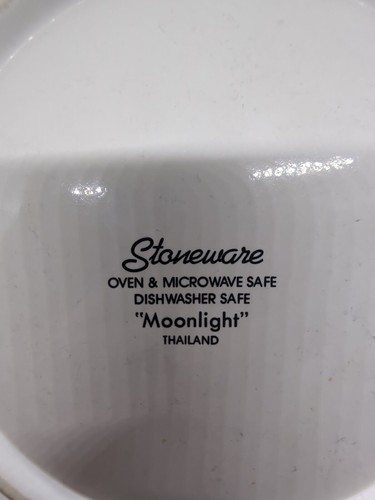 Stoneware
OVEN & MICROWAVE SAFE
DISHWASHER SAFE
"Moonlight"
THAILAND